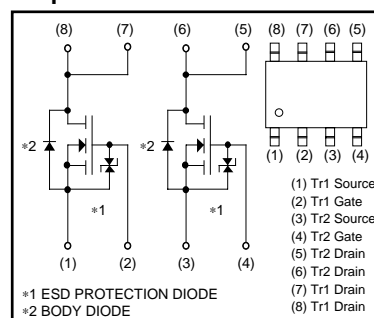 (8) (7) (6) (5)
(8) (7) (6) (5)
∗2 ∗2
∗1 ∗1
(1) (2) (3) (4)
(1) (2) (3) (4)
(1) Tr1 Source
(2) Tr1 Gate
(3) Tr2 Source
(4) Tr2 Gate
(5) Tr2 Drain
(6) Tr2 Drain
(7) Tr1 Drain
(8) Tr1 Drain
∗1 ESD PROTECTION DIODE
∗2 BODY DIODE